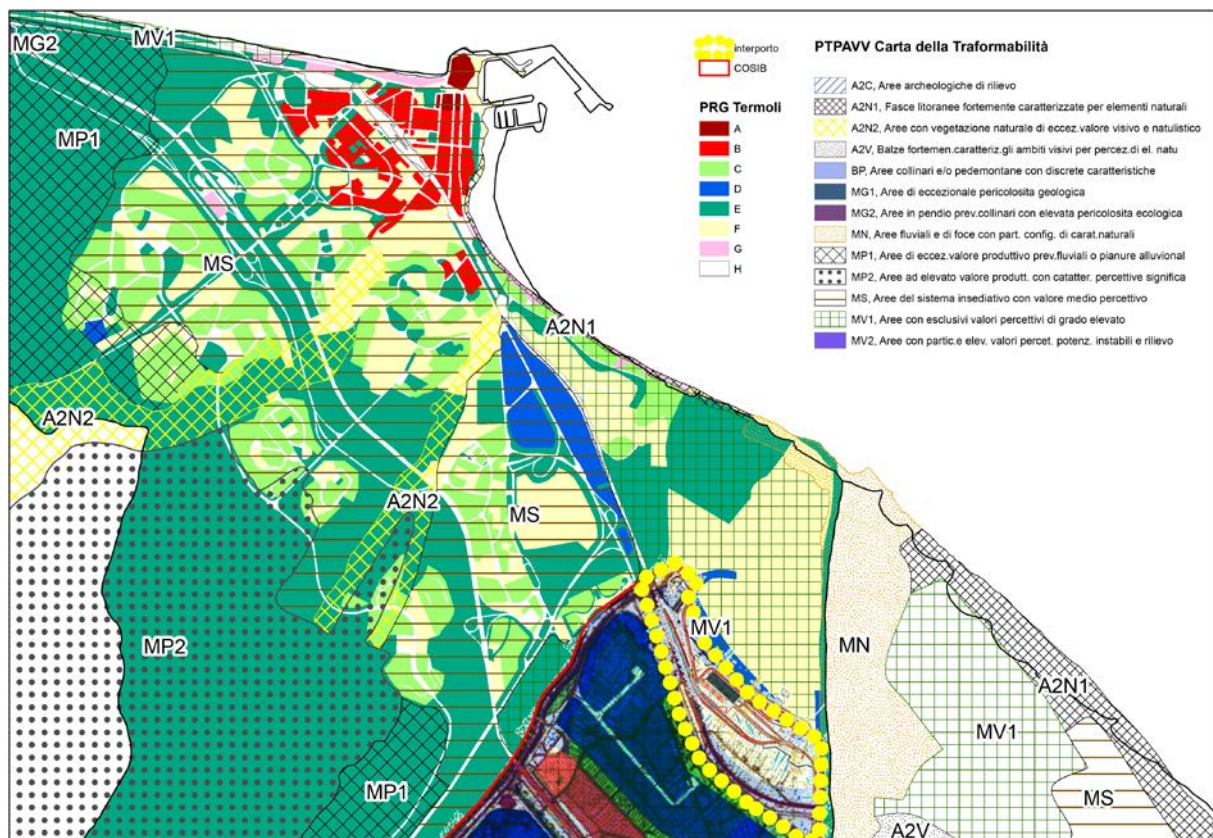 interporto
COSIB
PRG Termoli
A
B
C
D
E
F
G
H
PTPAVV Carta della Traformabilità
A2C, Aree archeologiche di rilievo
A2N1, Fasce litoranee fortemente caratterizzate per elementi naturali
A2N2, Aree con vegetazione naturale di eccez.valore visivo e natulistico
A2V, Balze fortemen.caratteriz.gli ambiti visivi per percez.di el. natu
BP, Aree collinari e/o pedemontane con discrete caratteristiche
MG1, Aree di eccezionale pericolosita geologica
MG2, Aree in pendio prev.collinari con elevata pericolosita ecologica
MN, Aree fluviali e di foce con part. config. di carat.naturali
MP1, Aree di eccez.valore produttivo prev.fluviali o pianure alluvional
MP2, Aree ad elevato valore produtt. con catatter. percettive significa
MS, Aree del sistema insediativo con valore medio percettivo
MV1, Aree con esclusivi valori percettivi di grado elevato
MV2, Aree con partic.e elev. valori percet. potenz. instabili e rilievo
MG2
MV1
MP1
MS
A2N1
A2N2
A2N2
MS
MV1
MP2
MN
A2N1
MV1
MP1
MS
A2V